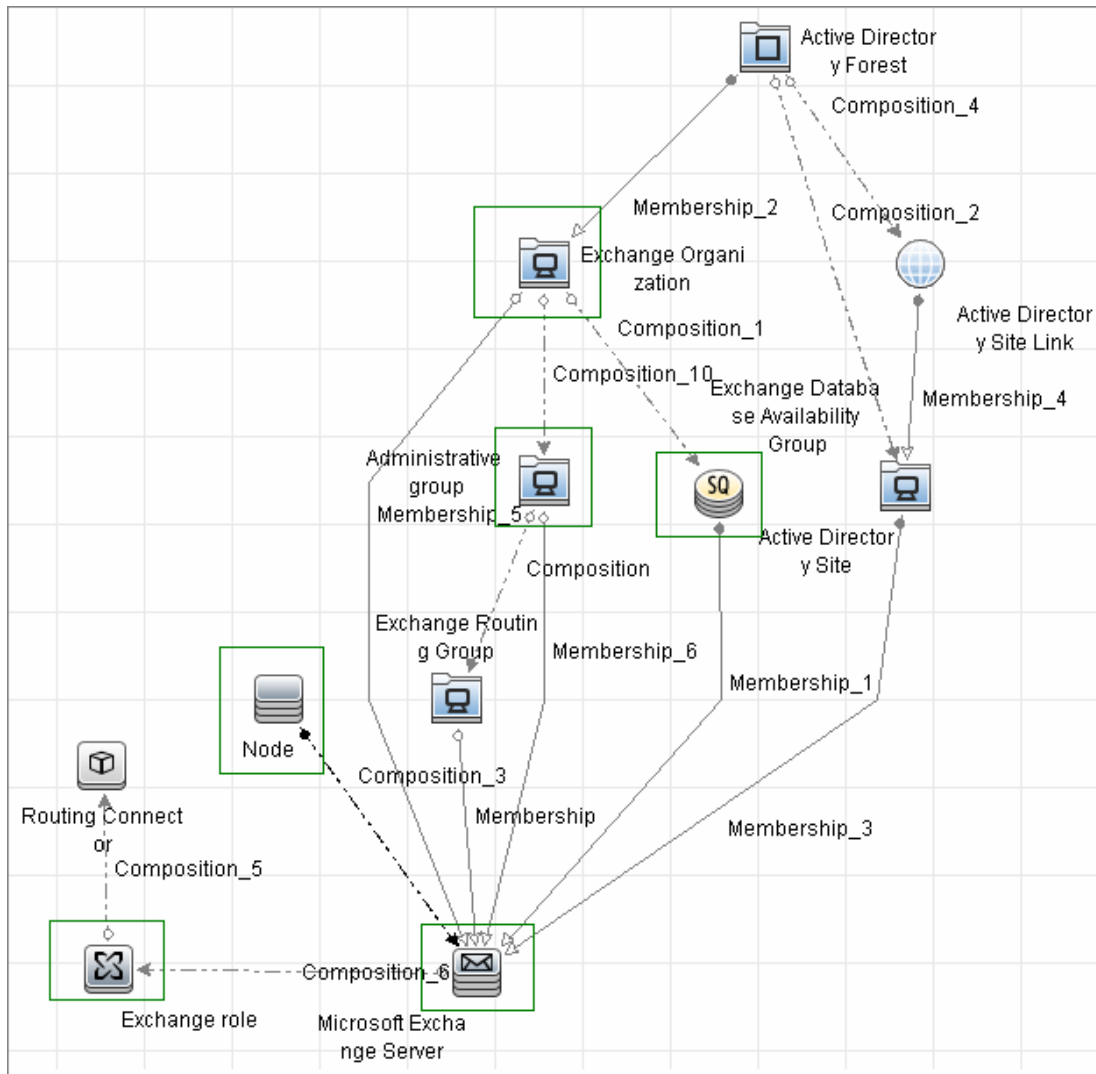 Active Director
y Forest
Composition_4
Membership_2
Composition_2
Exchange Organi
zation
Active Director
y Site Link
Composition_1
Composition_10
Exchange Databa
se Availability
Group
Membership_4
Administrative
group
SQ
Membership_5
Active Director
y Site
Composition
Exchange Routin
g Group
Membership_6
Membership_1
Node
Composition_3
Routing Connect
or
Membership
Membership_3
Composition_5
Composition_6
Exchange role
Microsoft Excha
nge Server